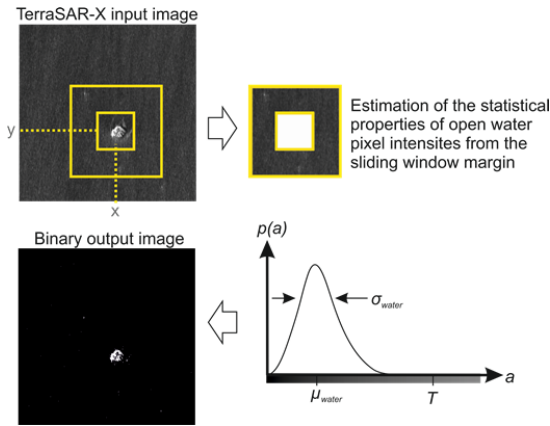 TerraSAR-X input image
y
x
Estimation of the statistical
properties of open water
pixel intensites from the
sliding window margin
Binary output image
p(a)
σwater
a
μwater
T